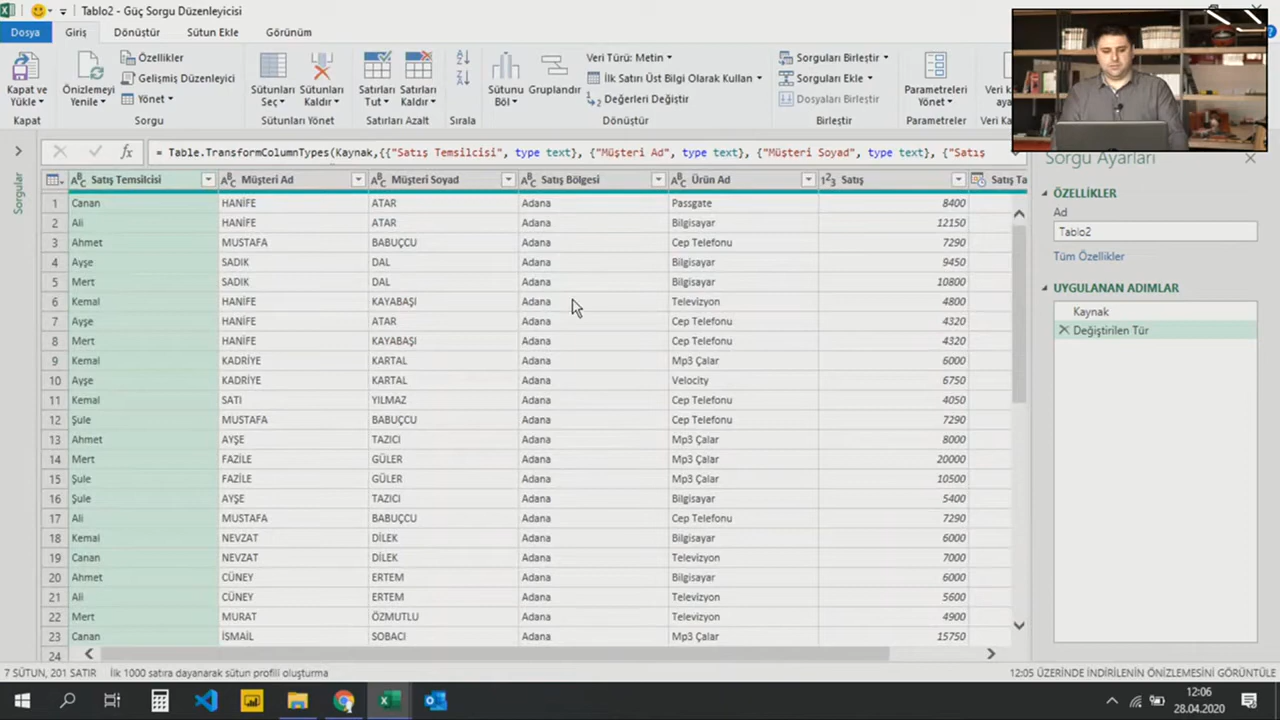 Tablo2 - Güç Sorgu Düzenleyicisi
Dosya Giriş Dönüştür Sütun Ekle Görünüm
Kapat ve Yükle
Kapat
Önizlemeyi Yenile
Özellikler
Gelişmiş Düzenleyici
Yönet
Sorgu
Sütunları Seç
Sütunları Kaldır
Sütunları Yönet
Satırları Tut
Satırları Kaldır
Satırları Azalt
Sırala
Sütunu Böl
Gruplandır
Veri Türü: Metin
İlk Satırı Üst Bilgi Olarak Kullan
Değerleri Değiştir
Dönüştür
Sorguları Birleştir
Sorguları Ekle
Dosyaları Birleştir
Birleştir
Parametreleri Yönet
Parametreler
Veri k
aya
Veri Ka
fx = Table.TransformColumnTypes(Kaynak,{{"Satış Temsilcisi", type text}, {"Müşteri Ad", type text}, {"Müşteri Soyad", type text}, {"Satış
Sorgular
Satış Temsilcisi Müşteri Ad Müşteri Soyad Satış Bölgesi Ürün Ad 123 Satış Satış Ta
1 Canan HANİFE ATAR Adana Passgate 8400
2 Ali HANİFE ATAR Adana Bilgisayar 12150
3 Ahmet MUSTAFA BABUÇCU Adana Cep Telefonu 7290
4 Ayşe SADIK DAL Adana Bilgisayar 9450
5 Mert SADIK DAL Adana Bilgisayar 10800
6 Kemal HANİFE KAYABAŞI Adana Televizyon 4800
7 Ayşe HANİFE ATAR Adana Cep Telefonu 4320
8 Mert HANİFE KAYABAŞI Adana Cep Telefonu 4320
9 Kemal KADRİYE KARTAL Adana Mp3 Çalar 6000
10 Ayşe KADRİYE KARTAL Adana Velocity 6750
11 Kemal SATI YILMAZ Adana Cep Telefonu 4050
12 Şule MUSTAFA BABUÇCU Adana Cep Telefonu 7290
13 Ahmet AYŞE TAZICI Adana Mp3 Çalar 8000
14 Mert FAZİLE GÜLER Adana Mp3 Çalar 20000
15 Şule FAZİLE GÜLER Adana Mp3 Çalar 10500
16 Şule AYŞE TAZICI Adana Bilgisayar 5400
17 Ali MUSTAFA BABUÇCU Adana Cep Telefonu 7290
18 Kemal NEVZAT DİLEK Adana Bilgisayar 6000
19 Canan NEVZAT DİLEK Adana Televizyon 7000
20 Ahmet CÜNEY ERTEM Adana Bilgisayar 6000
21 Ali CÜNEY ERTEM Adana Televizyon 5600
22 Mert MURAT ÖZMUTLU Adana Televizyon 4900
23 Canan İSMAİL SOBACI Adana Mp3 Çalar 15750
24
Sorgu Ayarları
ÖZELLİKLER
Ad
Tablo2
Tüm Özellikler
UYGULANAN ADIMLAR
Kaynak
Değiştirilen Tür
7 SÜTUN, 201 SATIR İlk 1000 satıra dayanarak sütun profili oluşturma 12:05 ÜZERİNDE İNDİRİLEN ÖNİZLEMESİNİ GÖRÜNTÜLE
12:06
28.04.2020